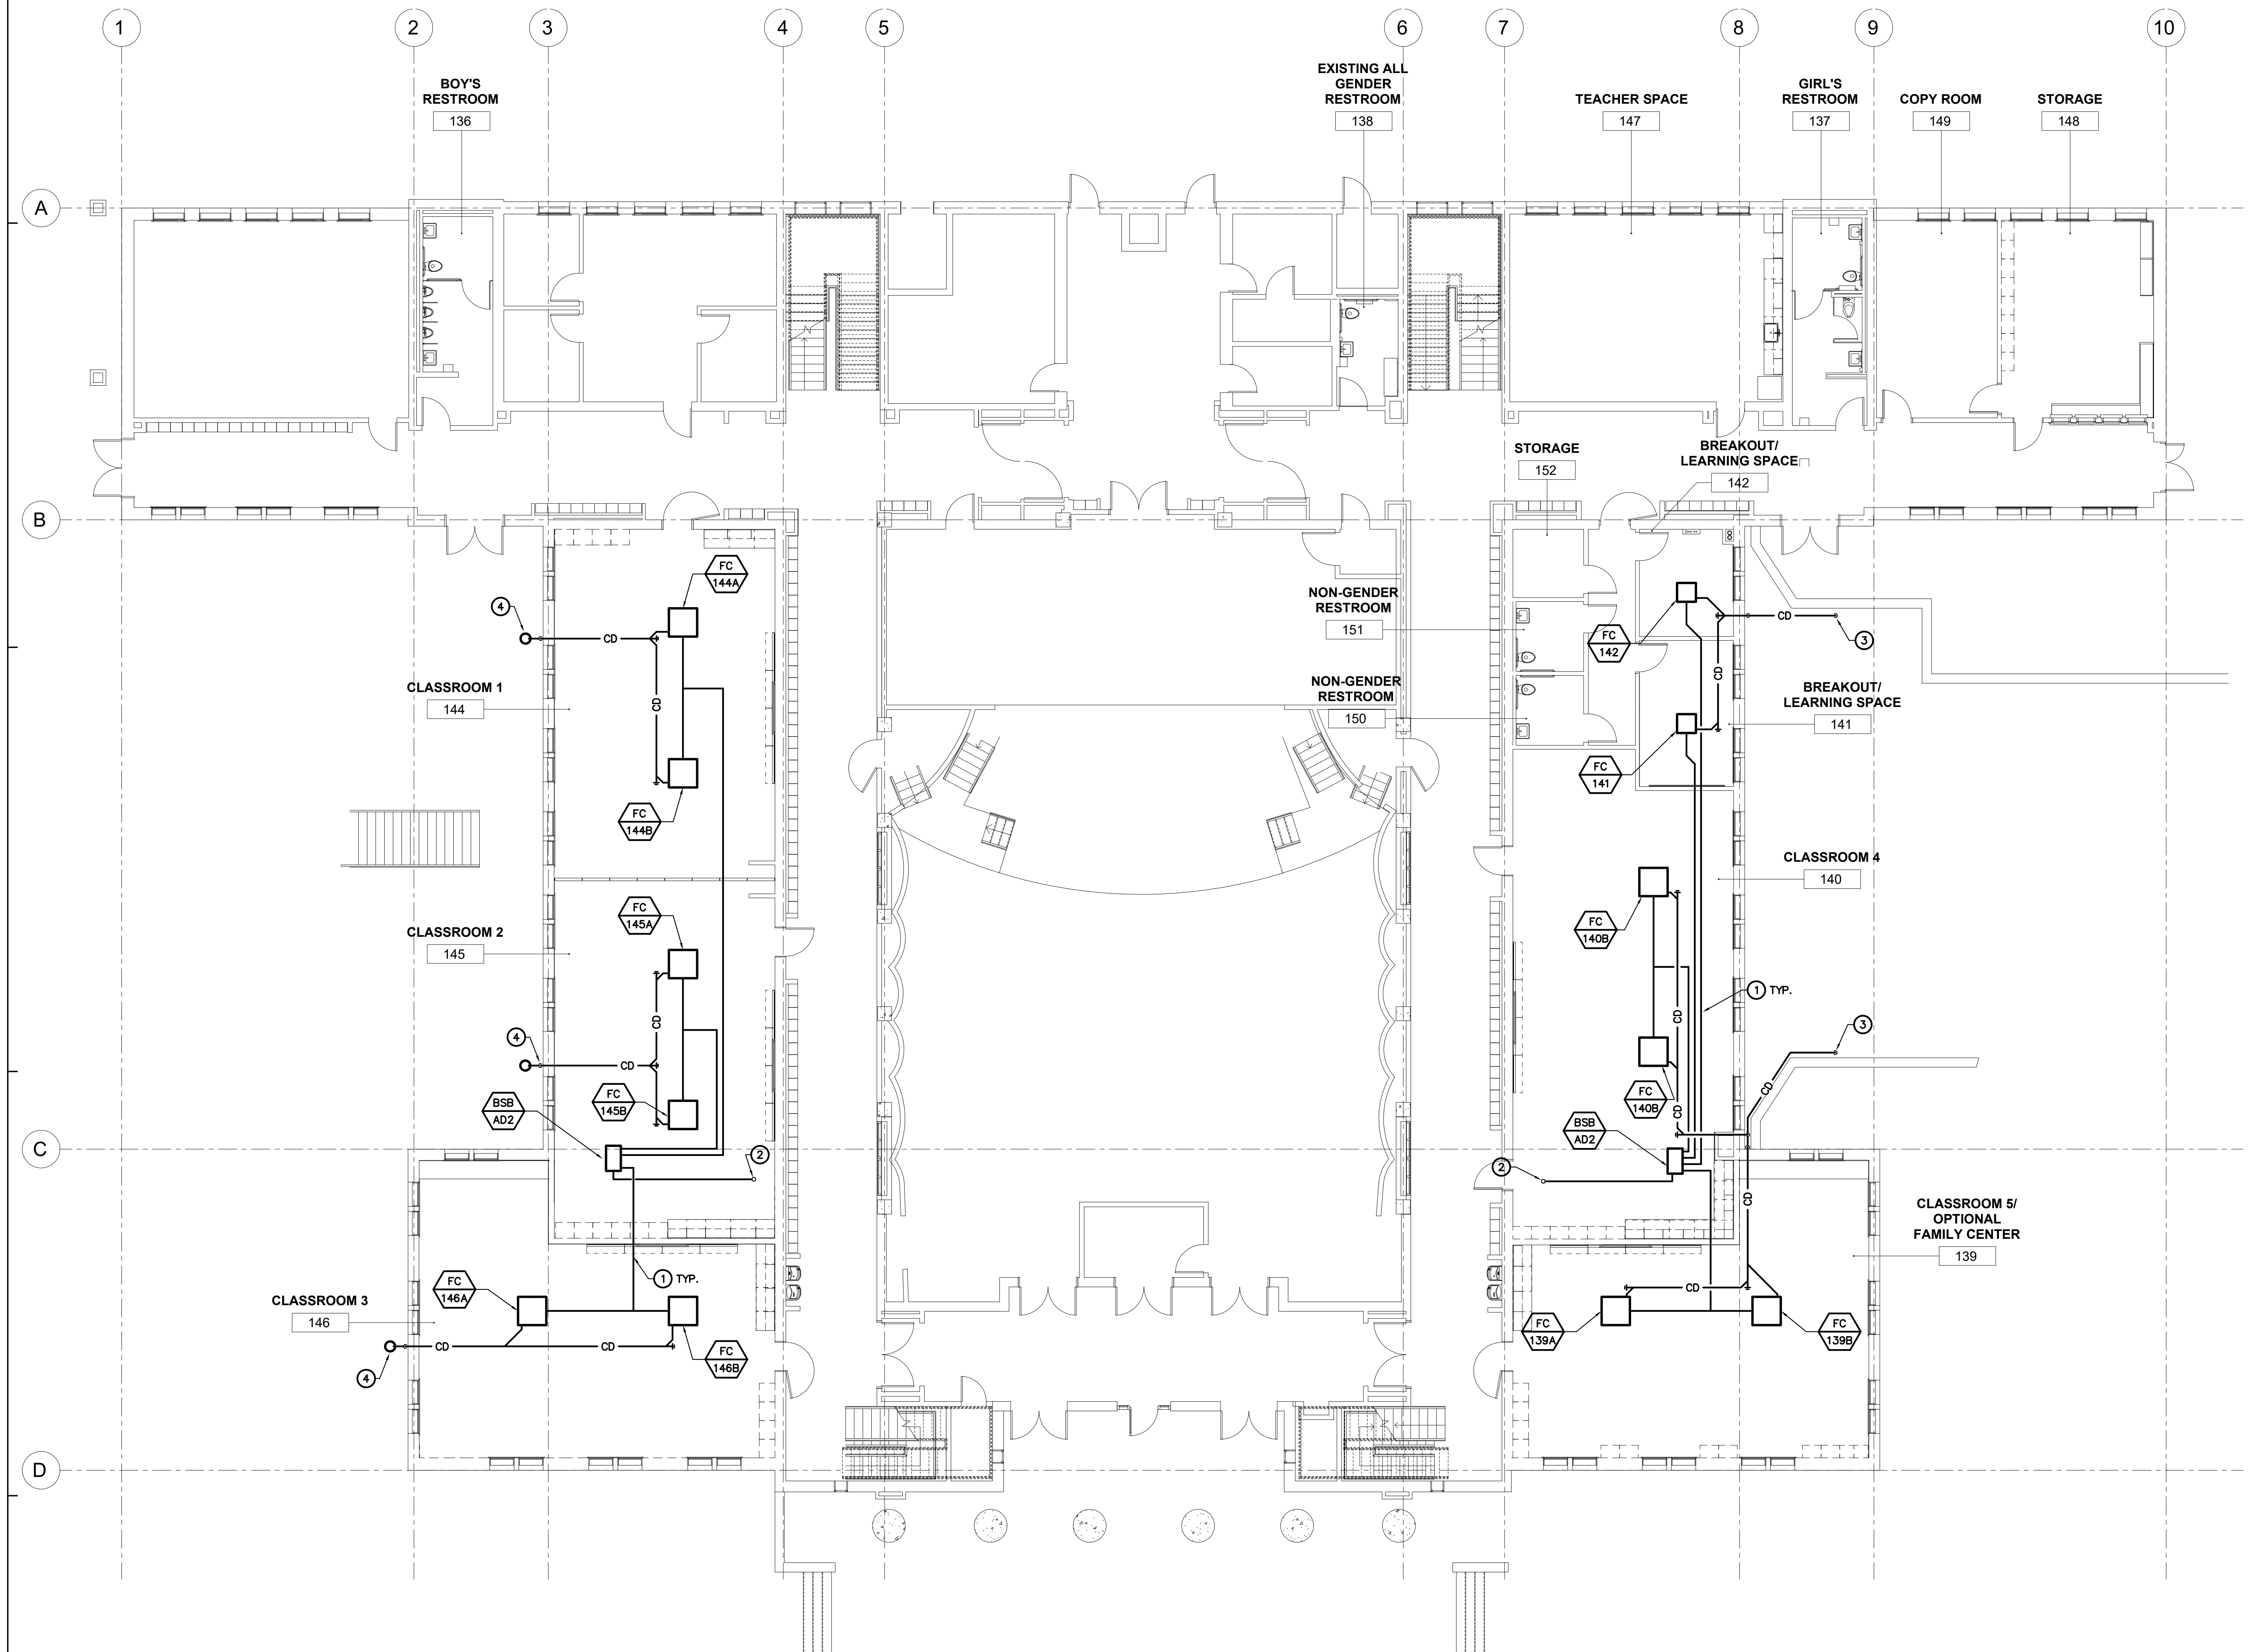 1
2
3
4
5
6
7
8
9
10
EXISTING ALL
GENDER
RESTROOM
138
BOY'S
RESTROOM
136
TEACHER SPACE
147
GIRL'S
RESTROOM
137
COPY ROOM
149
STORAGE
148
A
STORAGE
152
BREAKOUT/
LEARNING SPACE
142
B
FC
144A
4
CD
NON-GENDER
RESTROOM
151
FC
142
CD
3
CLASSROOM 1
144
CD
NON-GENDER
RESTROOM
150
CD
BREAKOUT/
LEARNING SPACE
141
FC
141
FC
144B
CLASSROOM 4
140
FC
145A
CLASSROOM 2
145
FC
140B
1 TYP.
4
CD
CD
CD
3
FC
145B
BSB
AD2
FC
140B
CD
CD
BSB
AD2
C
2
2
CD
CLASSROOM 5/
OPTIONAL
FAMILY CENTER
139
1 TYP.
FC
146A
CLASSROOM 3
146
CD
CD
4
FC
146B
CD
FC
139A
FC
139B
D